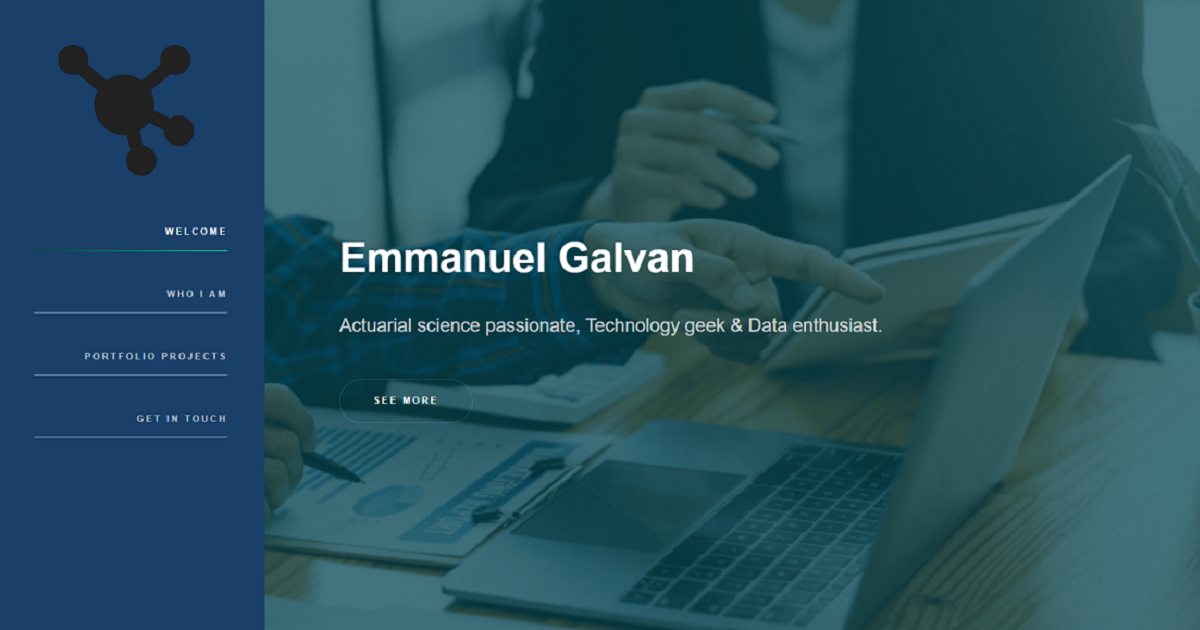 WELCOME
WHO I AM
PORTFOLIO PROJECTS
GET IN TOUCH
Emmanuel Galvan
Actuarial science passionate, Technology geek & Data enthusiast.
SEE MORE